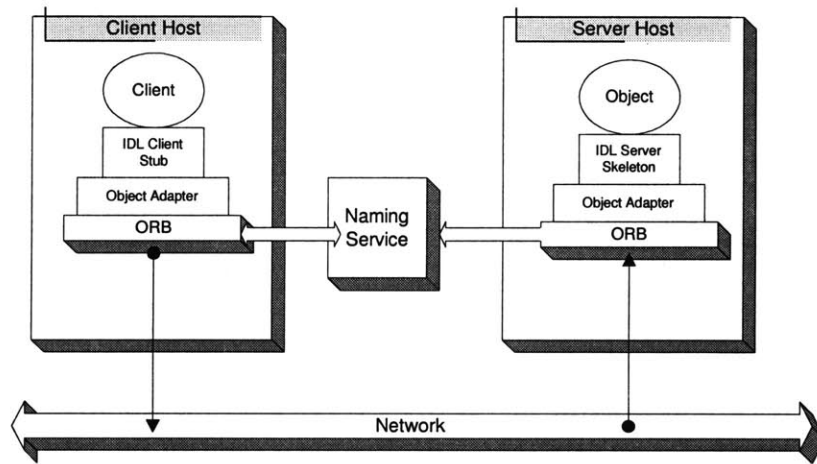 Client Host
Client
IDL Client
Stub
Object Adapter
ORB
Naming
Service
Server Host
Object
IDL Server
Skeleton
Object Adapter
ORB
Network